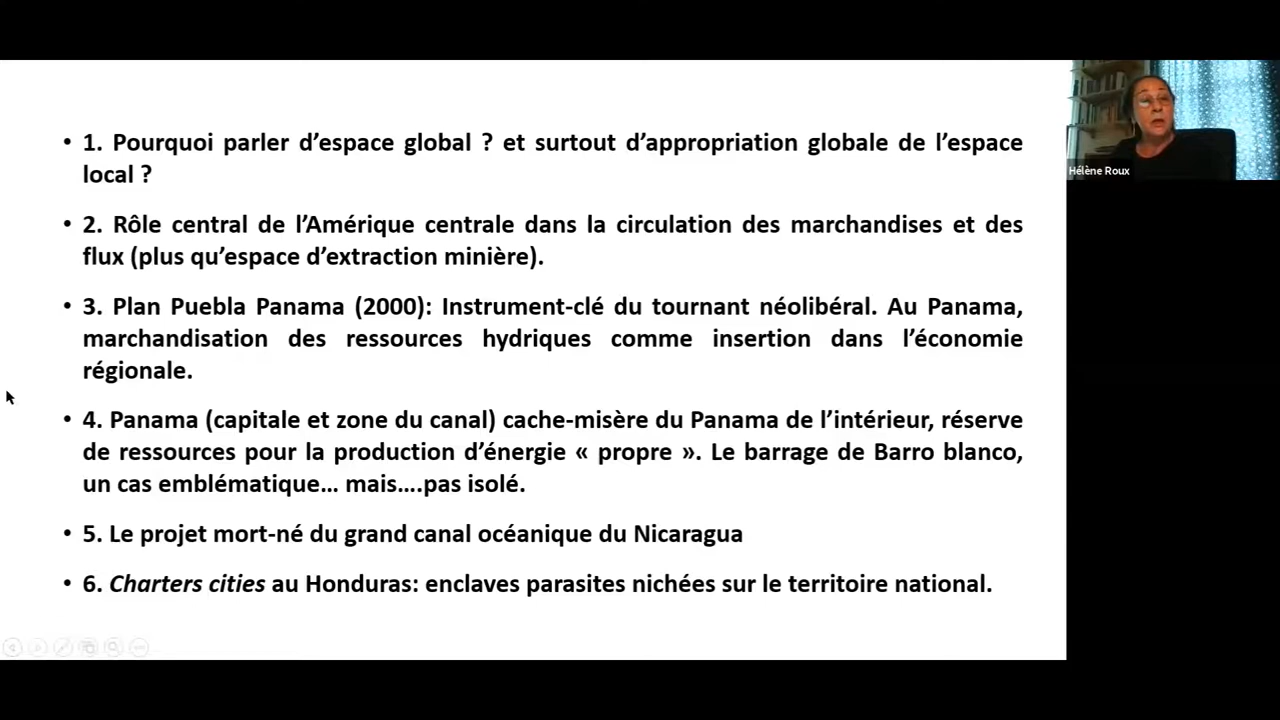 • 1. Pourquoi parler d’espace global ? et surtout d’appropriation globale de l’espace
local ?
• 2. Rôle central de l’Amérique centrale dans la circulation des marchandises et des
flux (plus qu’espace d’extraction minière).
• 3. Plan Puebla Panama (2000): Instrument-clé du tournant néolibéral. Au Panama,
marchandisation des ressources hydriques comme insertion dans l’économie
régionale.
• 4. Panama (capitale et zone du canal) cache-misère du Panama de l’intérieur, réserve
de ressources pour la production d’énergie « propre ». Le barrage de Barro blanco,
un cas emblématique… mais….pas isolé.
• 5. Le projet mort-né du grand canal océanique du Nicaragua
• 6. Charters cities au Honduras: enclaves parasites nichées sur le territoire national.
Hélène Roux